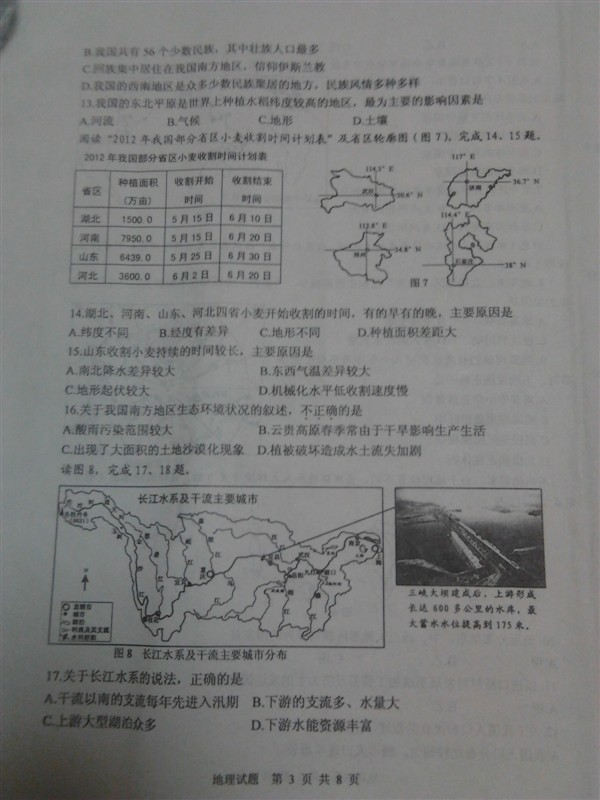 B.我国共有56个少数民族，其中壮族人口最多
C.回族集中居住在我国南方地区，信仰伊斯兰教
D.我国的西南地区是众多少数民族聚居的地方，民族风情多种多样
13.我国的东北平原是世界上种植水稻纬度较高的地区，最为主要的影响因素是
A.河流 B.气候 C.地形 D.土壤
阅读“2012年我国部分省区小麦收割时间计划表”及省区轮廓图（图7），完成14、15题。
2012年我国部分省区小麦收割时间计划表
省区 种植面积（万亩） 收割开始时间 收割结束时间
湖北 1500.0 5月15日 6月10日
河南 7950.0 5月15日 6月20日
山东 6439.0 5月25日 6月30日
河北 3600.0 6月2日 6月20日
114.3°E
武汉
30.6°N
117°E
济南
36.7°N
34.8°N
郑州
114.4°E
石家庄
38°N
图7
14.湖北、河南、山东、河北四省小麦开始收割的时间，有的早有的晚，主要原因是
A.纬度不同 B.经度有差异 C.地形不同 D.种植面积差距大
15.山东收割小麦持续的时间较长，主要原因是
A.南北降水差异较大 B.东西气温差异较大
C.地形起伏较大 D.机械化水平低收割速度慢
16.关于我国南方地区生态环境状况的叙述，不正确的是
A.酸雨污染范围较大 B.云贵高原春季常由于干旱影响生产生活
C.出现了大面积的土地沙漠化现象 D.植被破坏造成水土流失加剧
读图8，完成17、18题。
长江水系及干流主要城市
三峡大坝建成后，上游形成
长达600多公里的水库，最
大蓄水水位提高到175米。
图8 长江水系及干流主要城市分布
17.关于长江水系的说法，正确的是
A.干流以南的支流每年先进入汛期 B.下游的支流多、水量大
C.上游大型湖泊众多 D.下游水能资源丰富
地理试题 第3页共8页